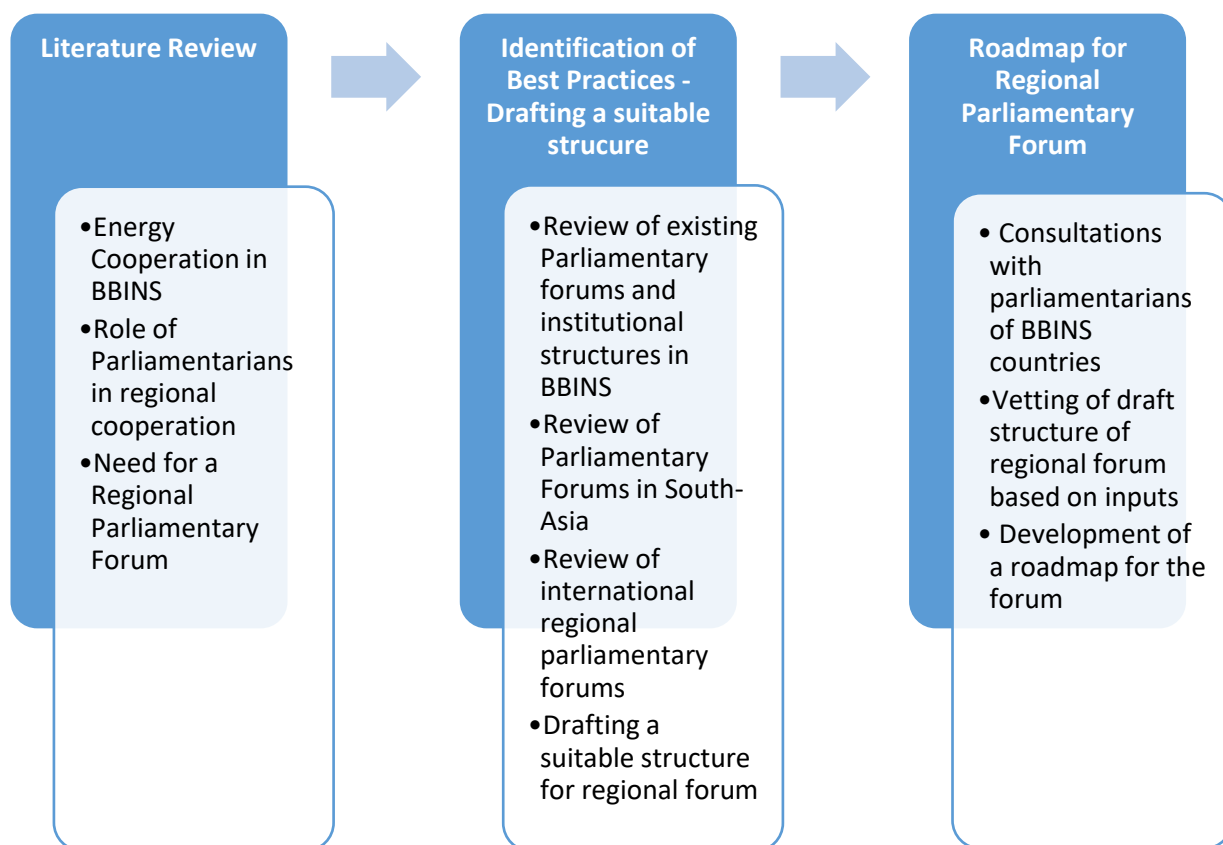 Literature Review
•Energy
Cooperation in
BBINS
•Role of
Parliamentarians
in regional
cooperation
•Need for a
Regional
Parliamentary
Forum
Identification of
Best Practices -
Drafting a suitable
strucure
•Review of existing
Parliamentary
forums and
institutional
structures in
BBINS
•Review of
Parliamentary
Forums in South-
Asia
•Review of
international
regional
parliamentary
forums
•Drafting a
suitable structure
for regional forum
Roadmap for
Regional
Parliamentary
Forum
• Consultations
with
parliamentarians
of BBINS
countries
•Vetting of draft
structure of
regional forum
based on inputs
• Development of
a roadmap for the
forum